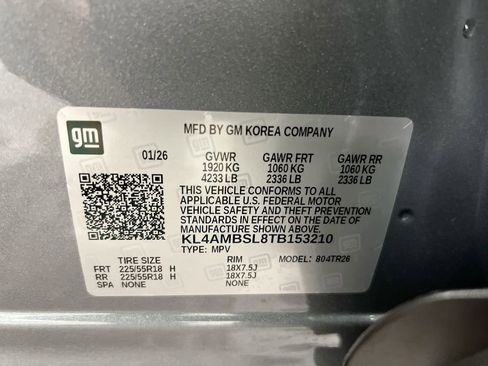 gm
MFD BY GM KOREA COMPANY
01/26 GVWR GAWR FRT GAWR RR
1920 KG 1060 KG 1060 KG
4233 LB 2336 LB 2336 LB
THIS VEHICLE CONFORMS TO ALL
APPLICABLE U.S. FEDERAL MOTOR
VEHICLE SAFETY AND THEFT PREVENTION
STANDARDS IN EFFECT ON THE DATE OF
MANUFACTURE SHOWN ABOVE.
KL4AMBSL8TB153210
TYPE: MPV
TIRE SIZE RIM MODEL: 804TR26
FRT 225/55R18 H 18X7.5J
RR 225/55R18 H 18X7.5J
SPA NONE NONE